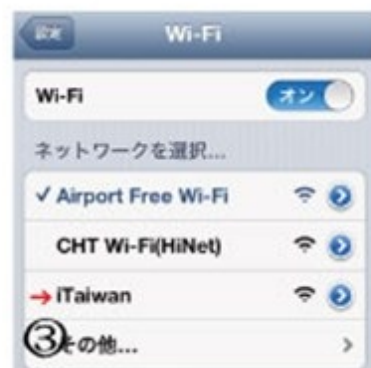 設定 Wi-Fi
Wi-Fi オン
ネットワークを選択...
✓ Airport Free Wi-Fi
CHT Wi-Fi(HiNet)
→ iTaiwan
③その他...